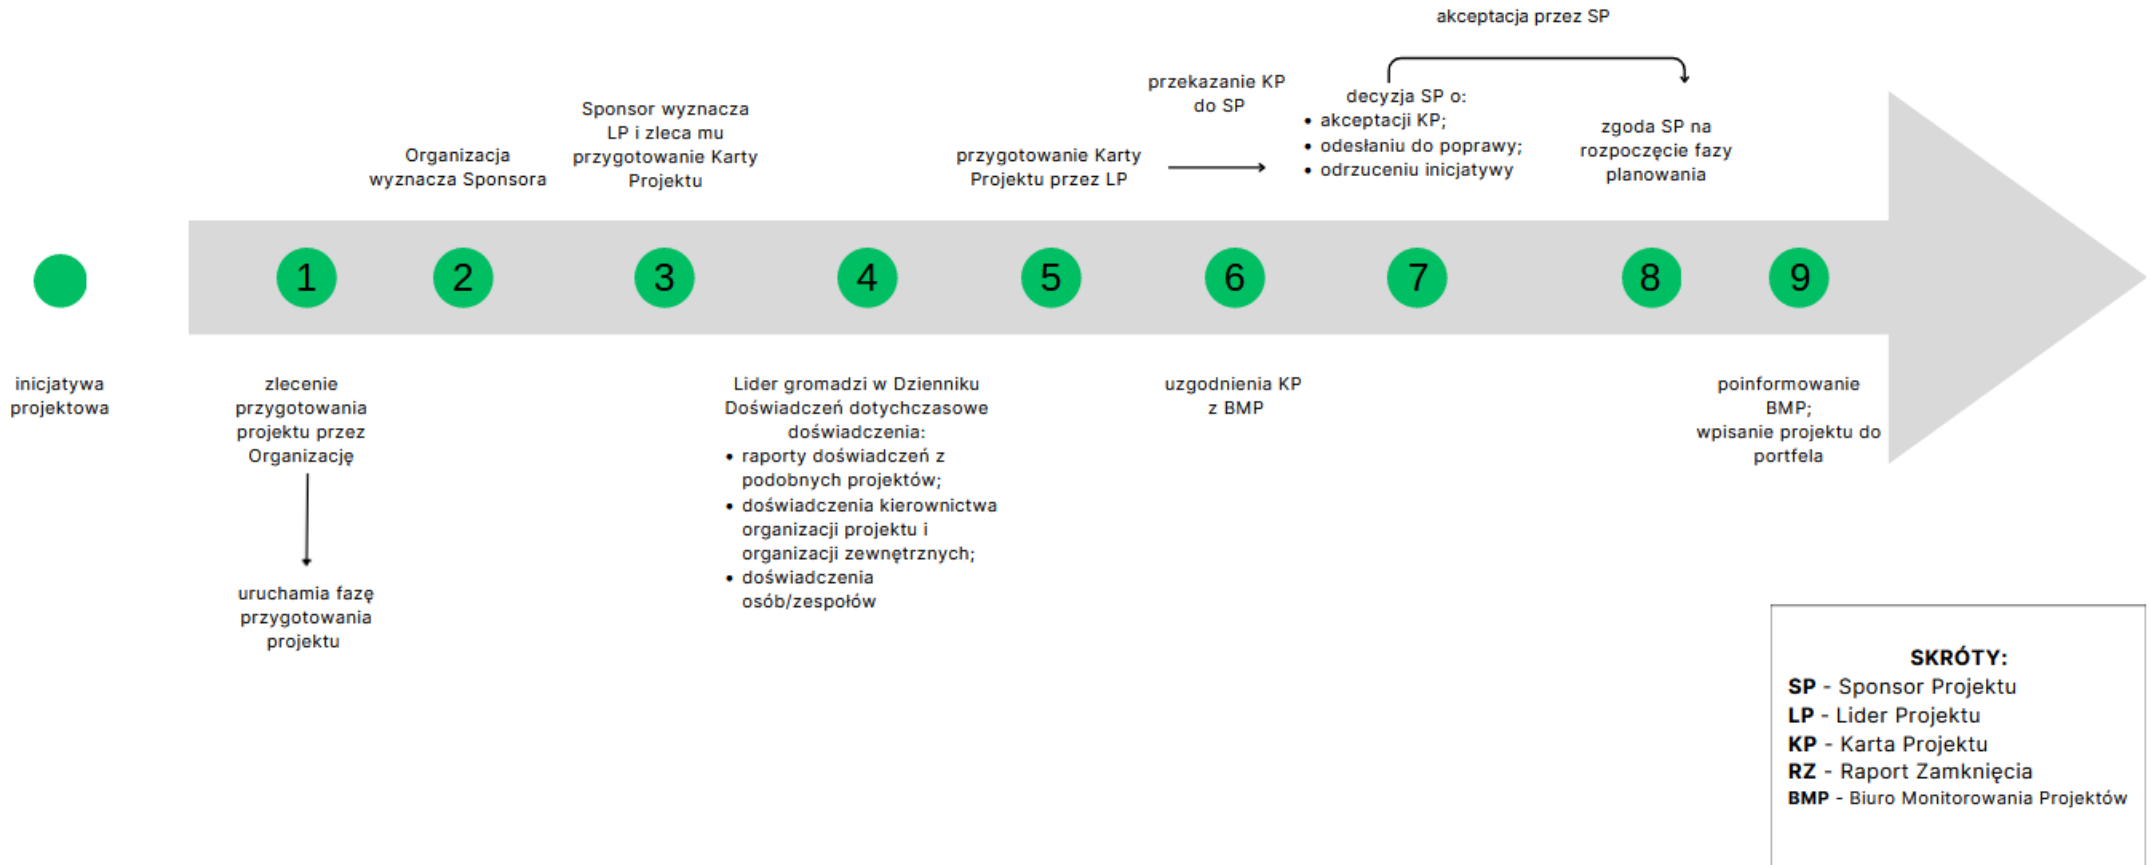 akceptacja przez SP
przekazanie KP
do SP
decyzja SP o:
• akceptacji KP;
• odesłaniu do poprawy;
• odrzuceniu inicjatywy
Sponsor wyznacza
LP i zleca mu
przygotowanie Karty
Projektu
zgoda SP na
rozpoczęcie fazy
planowania
Organizacja
wyznacza Sponsora
przygotowanie Karty
Projektu przez LP
1
2
3
4
5
6
7
8
9
inicjatywa
projektowa
zlecenie
przygotowania
projektu przez
Organizację
uruchamia fazę
przygotowania
projektu
Lider gromadzi w Dzienniku
Doświadczeń dotychczasowe
doświadczenia:
• raporty doświadczeń z
podobnych projektów;
• doświadczenia kierownictwa
organizacji projektu i
organizacji zewnętrznych;
• doświadczenia
osób/zespołów
uzgodnienia KP
z BMP
poinformowanie
BMP;
wpisanie projektu do
portfela
SKRÓTY:
SP - Sponsor Projektu
LP - Lider Projektu
KP - Karta Projektu
RZ - Raport Zamknięcia
BMP - Biuro Monitorowania Projektów